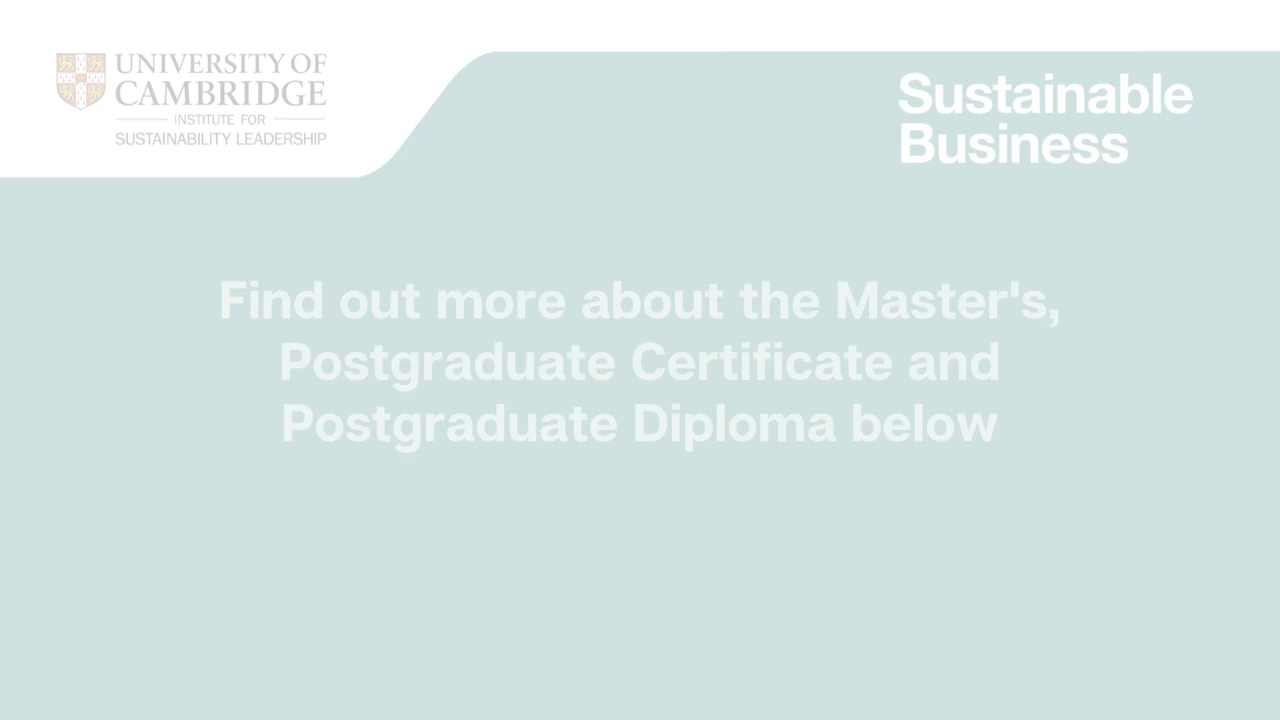 UNIVERSITY OF
CAMBRIDGE
INSTITUTE FOR
SUSTAINABILITY LEADERSHIP
Sustainable
Business
Find out more about the Master's,
Postgraduate Certificate and
Postgraduate Diploma below